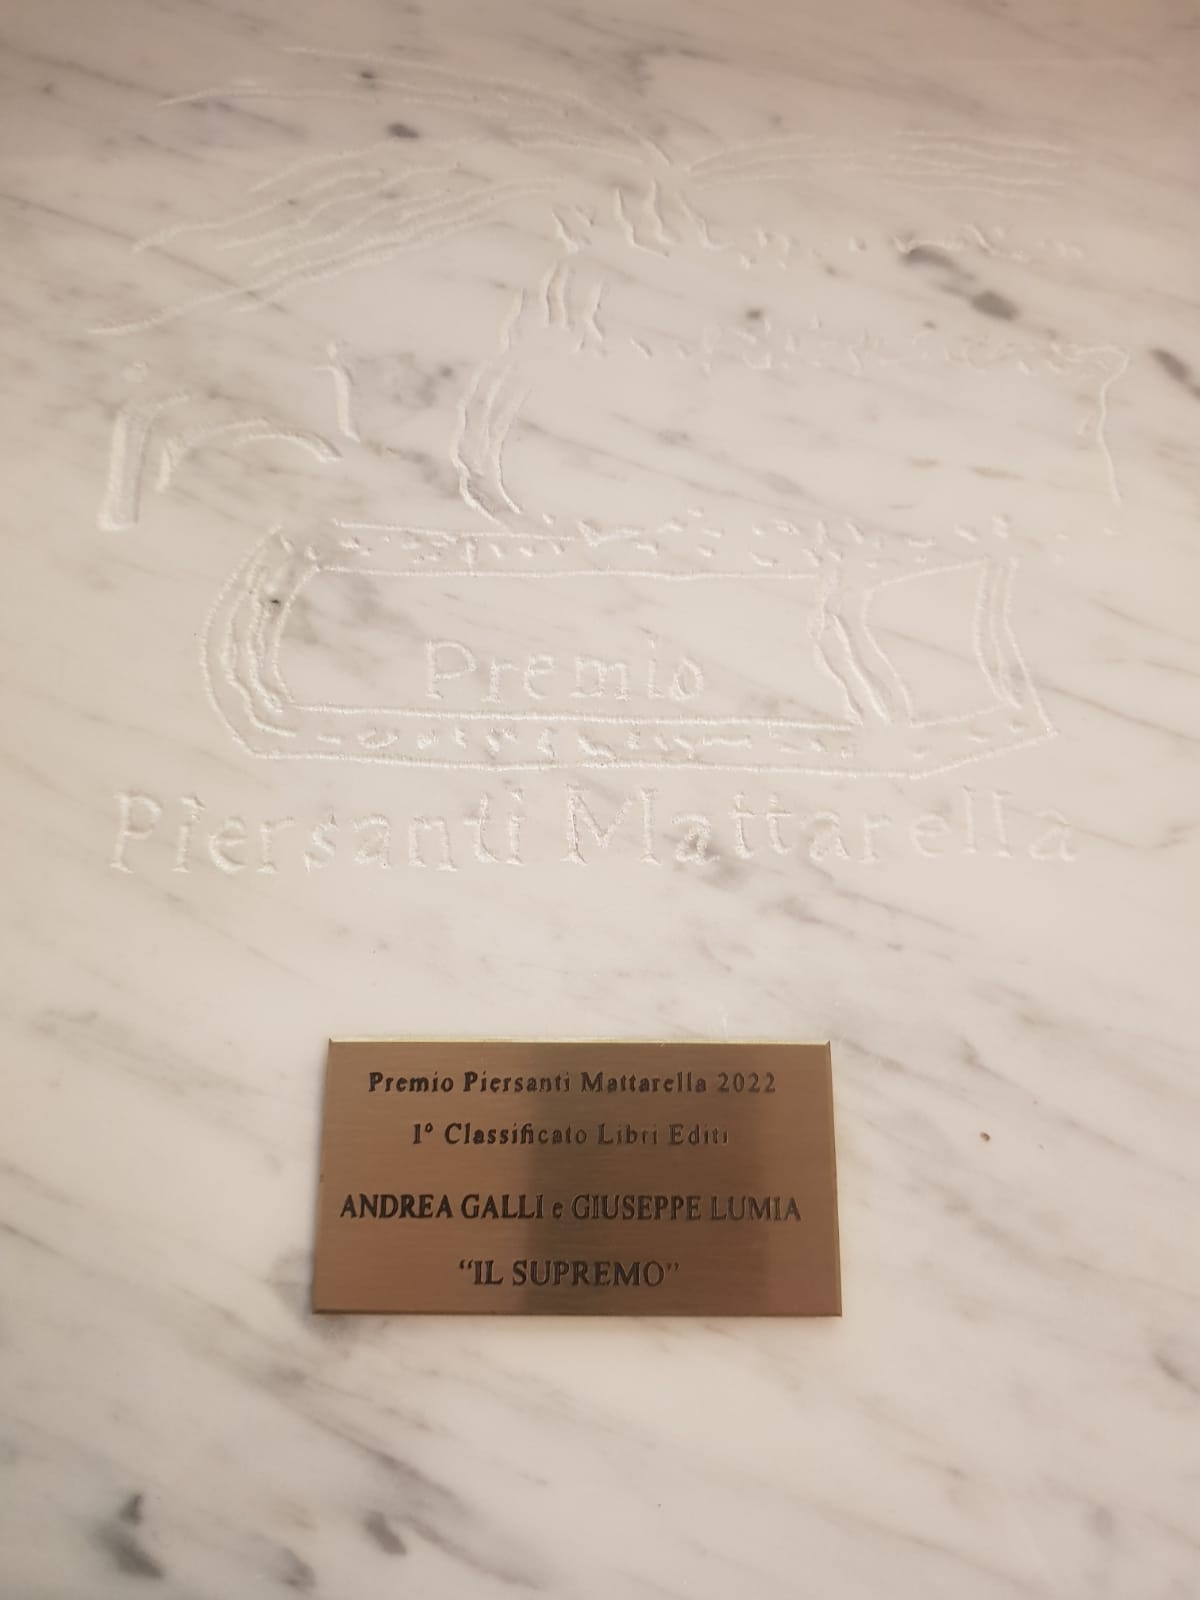 Premio
Piersanti Mattarella
Premio Piersanti Mattarella 2022
1° Classificato Libri Editi
ANDREA GALLI e GIUSEPPE LUMIA
“IL SUPREMO”